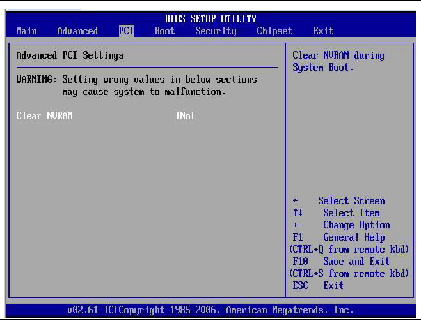 BIOS SETUP UTILITY
Main Advanced PCI Boot Security Chipset Exit
Advanced PCI Settings
WARNING: Setting wrong values in below sections
may cause system to malfunction.
Clear NVRAM [No]
Clear NVRAM during
System Boot.
← Select Screen
↑↓ Select Item
+ Change Option
F1 General Help
(CTRL+Q from remote kbd)
F10 Save and Exit
(CTRL+S from remote kbd)
ESC Exit
v02.61 (C)Copyright 1985-2006, American Megatrends, Inc.